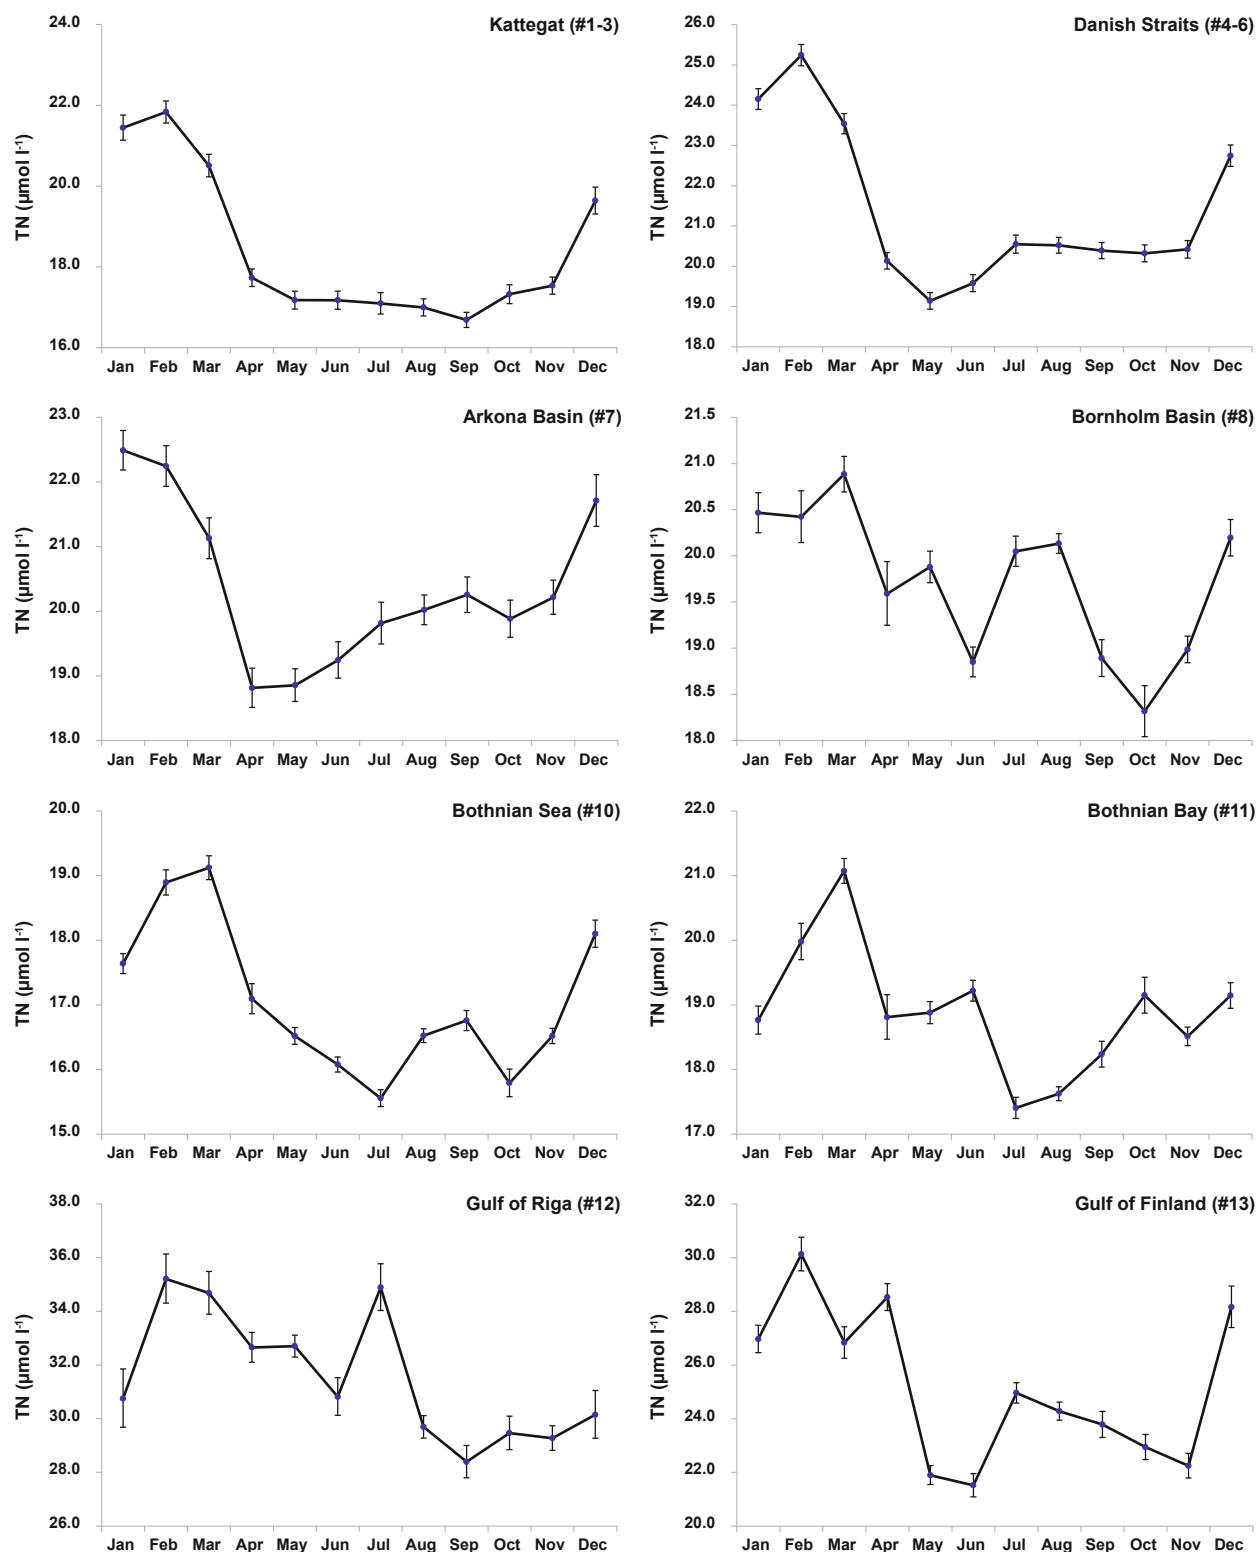 Kattegat (#1-3)
TN (µmol l-1)
24.0
22.0
20.0
18.0
16.0
Jan Feb Mar Apr May Jun Jul Aug Sep Oct Nov Dec
Danish Straits (#4-6)
TN (µmol l-1)
26.0
25.0
24.0
23.0
22.0
21.0
20.0
19.0
18.0
Jan Feb Mar Apr May Jun Jul Aug Sep Oct Nov Dec
Arkona Basin (#7)
TN (µmol l-1)
23.0
22.0
21.0
20.0
19.0
18.0
Jan Feb Mar Apr May Jun Jul Aug Sep Oct Nov Dec
Bornholm Basin (#8)
TN (µmol l-1)
21.5
21.0
20.5
20.0
19.5
19.0
18.5
18.0
Jan Feb Mar Apr May Jun Jul Aug Sep Oct Nov Dec
Bothnian Sea (#10)
TN (µmol l-1)
20.0
19.0
18.0
17.0
16.0
15.0
Jan Feb Mar Apr May Jun Jul Aug Sep Oct Nov Dec
Bothnian Bay (#11)
TN (µmol l-1)
22.0
21.0
20.0
19.0
18.0
17.0
Jan Feb Mar Apr May Jun Jul Aug Sep Oct Nov Dec
Gulf of Riga (#12)
TN (µmol l-1)
38.0
36.0
34.0
32.0
30.0
28.0
26.0
Jan Feb Mar Apr May Jun Jul Aug Sep Oct Nov Dec
Gulf of Finland (#13)
TN (µmol l-1)
32.0
30.0
28.0
26.0
24.0
22.0
20.0
Jan Feb Mar Apr May Jun Jul Aug Sep Oct Nov Dec